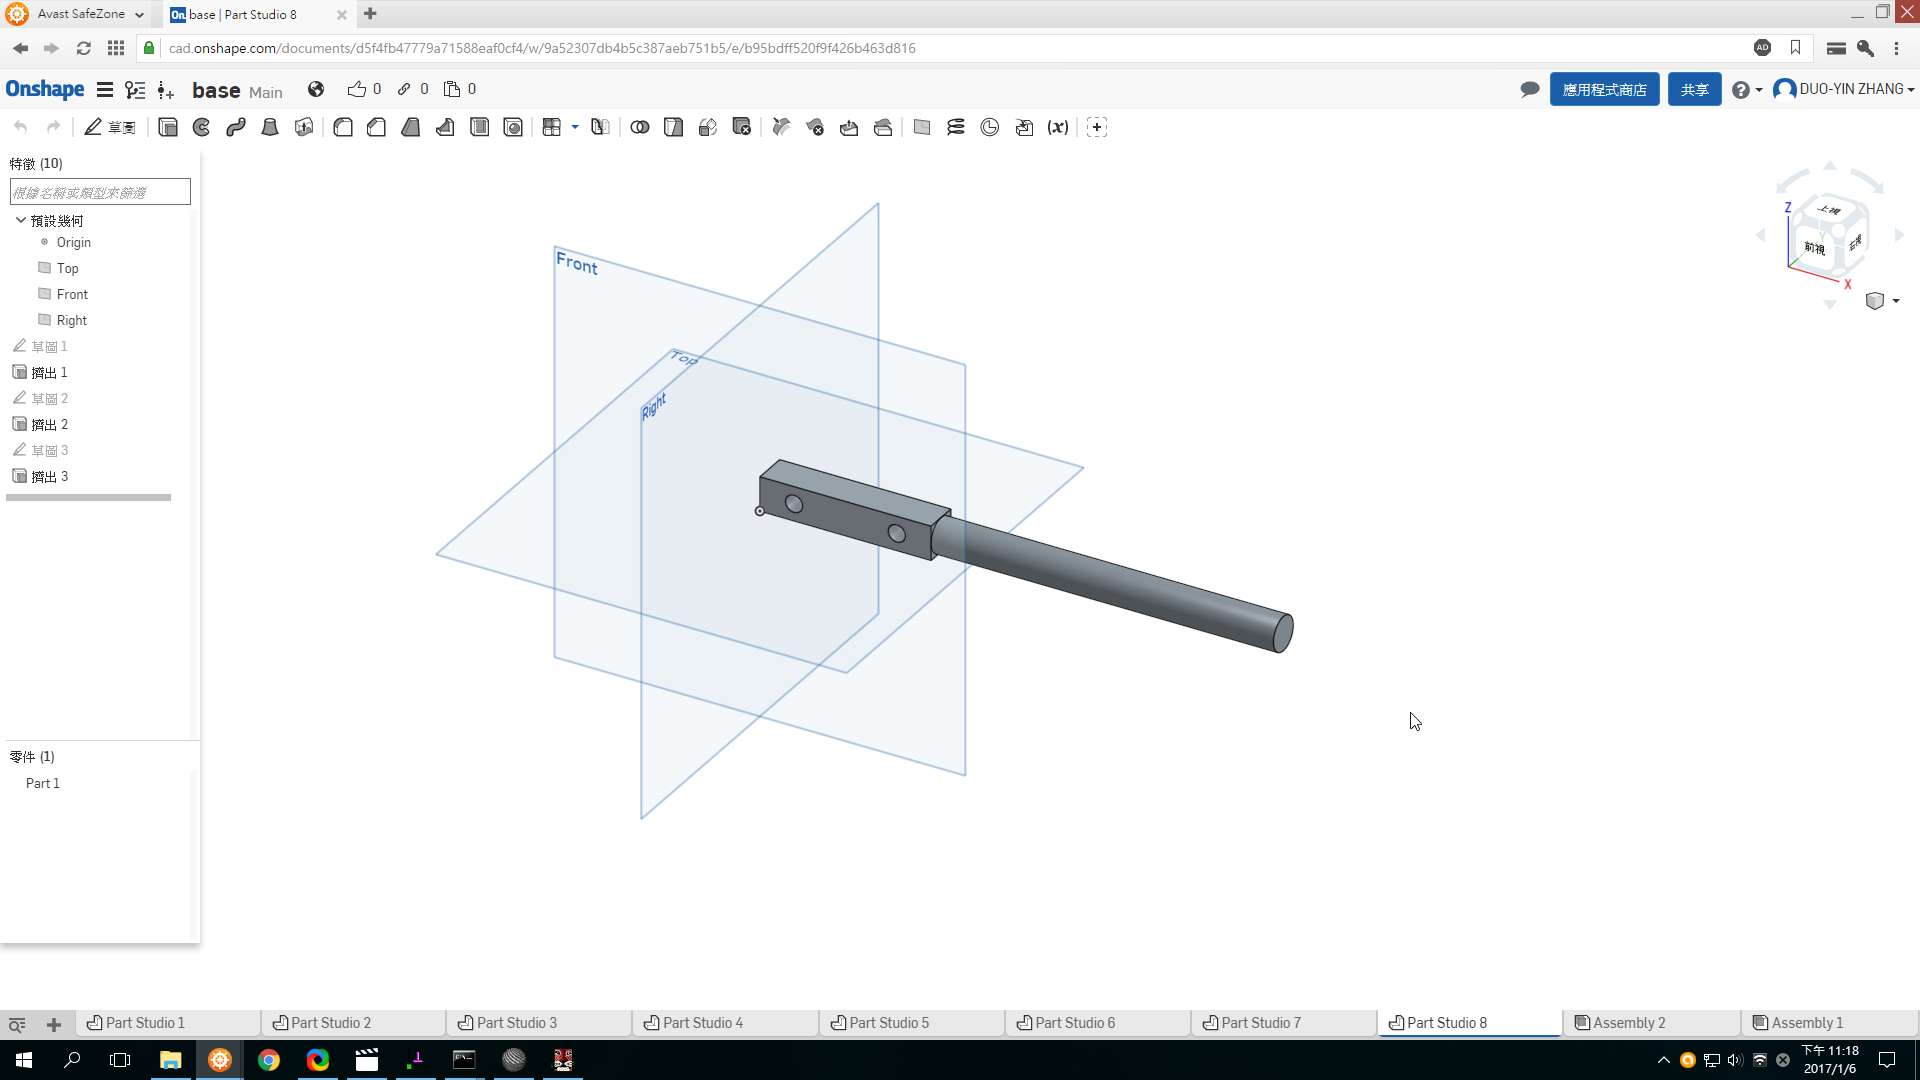 Avast SafeZone
base | Part Studio 8
cad.onshape.com/documents/d5f4fb47779a71588eaf0cf4/w/9a52307db4b5c387aeb751b5/e/b95bdff520f9f426b463d816
AD
Onshape
base Main
0
0
0
應用程式商店
共享
DUO-YIN ZHANG
草圖
(x)
特徵 (10)
根據名稱或類型來篩選
預設幾何
Origin
Top
Front
Right
草圖 1
擠出 1
草圖 2
擠出 2
草圖 3
擠出 3
零件 (1)
Part 1
Front
Top
Right
Z
上視
Y
前視
右視
X
Part Studio 1
Part Studio 2
Part Studio 3
Part Studio 4
Part Studio 5
Part Studio 6
Part Studio 7
Part Studio 8
Assembly 2
Assembly 1
下午 11:18
2017/1/6